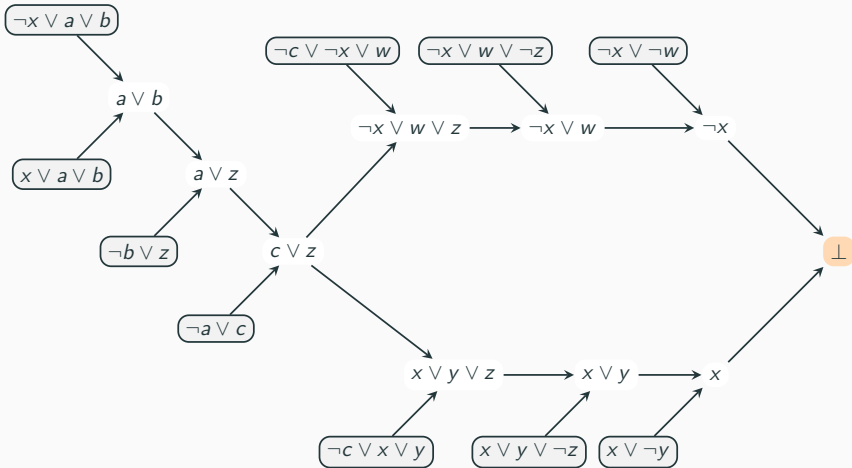 ¬x ∨ a ∨ b
¬c ∨ ¬x ∨ w
¬x ∨ w ∨ ¬z
¬x ∨ ¬w
a ∨ b
¬x ∨ w ∨ z
¬x ∨ w
¬x
x ∨ a ∨ b
a ∨ z
¬b ∨ z
c ∨ z
⊥
¬a ∨ c
x ∨ y ∨ z
x ∨ y
x
¬c ∨ x ∨ y
x ∨ y ∨ ¬z
x ∨ ¬y